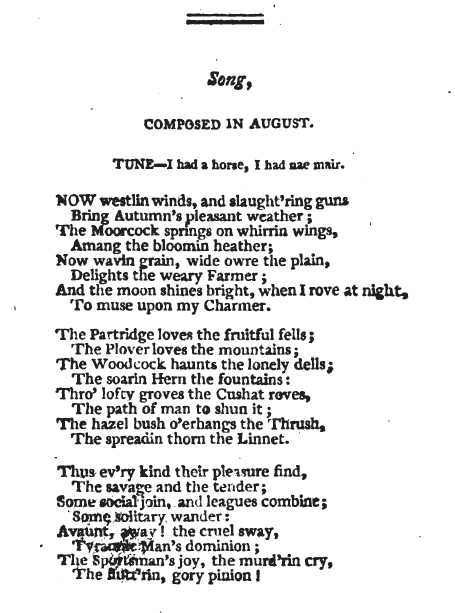 Song,
COMPOSED IN AUGUST.
TUNE—I had a horse, I had nae mair.
NOW westlin winds, and slaught'ring guns
Bring Autumn's pleasant weather;
The Moorcock springs on whirrin wings,
Amang the bloomin heather;
Now wavin grain, wide owre the plain,
Delights the weary Farmer;
And the moon shines bright, when I rove at night,
To muse upon my Charmer.
The Partridge loves the fruitful fells;
The Plover loves the mountains;
The Woodcock haunts the lonely dells;
The soarin Hern the fountains:
Thro' lofty groves the Cushat roves,
The path of man to shun it;
The hazel bush o'erhangs the Thrush,
The spreadin thorn the Linnet.
Thus ev'ry kind their pleasure find,
The savage and the tender;
Some social join, and leagues combine;
Some solitary wander:
Avaunt, away! the cruel sway,
Tyrannic Man's dominion;
The Sportsman's joy, the murd'rin cry,
The flutt'rin, gory pinion!